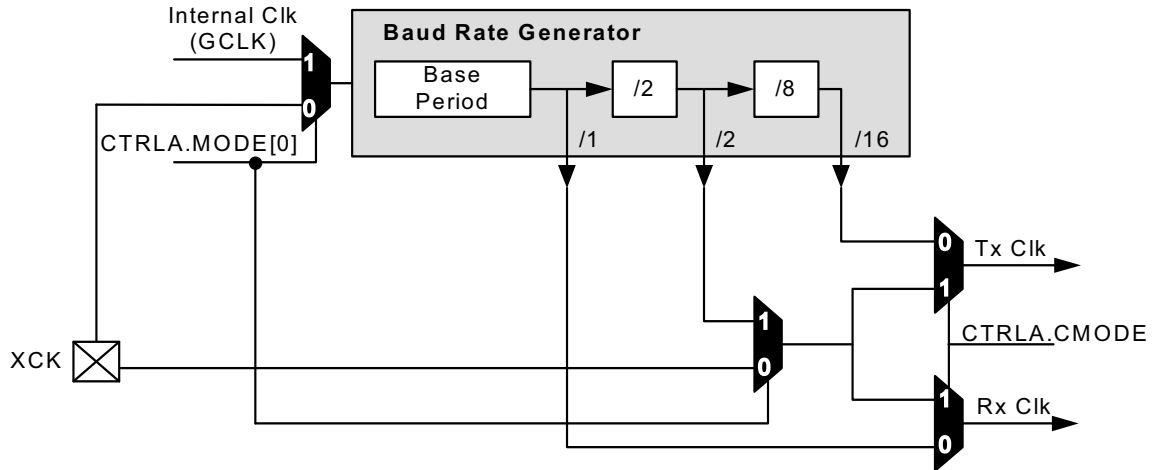 Internal Clk
(GCLK)
Baud Rate Generator
1
Base
Period
/2
/8
0
CTRLA.MODE[0]
/1
/2
/16
0
Tx Clk
1
1
CTRLA.CMODE
XCK
0
1
Rx Clk
0